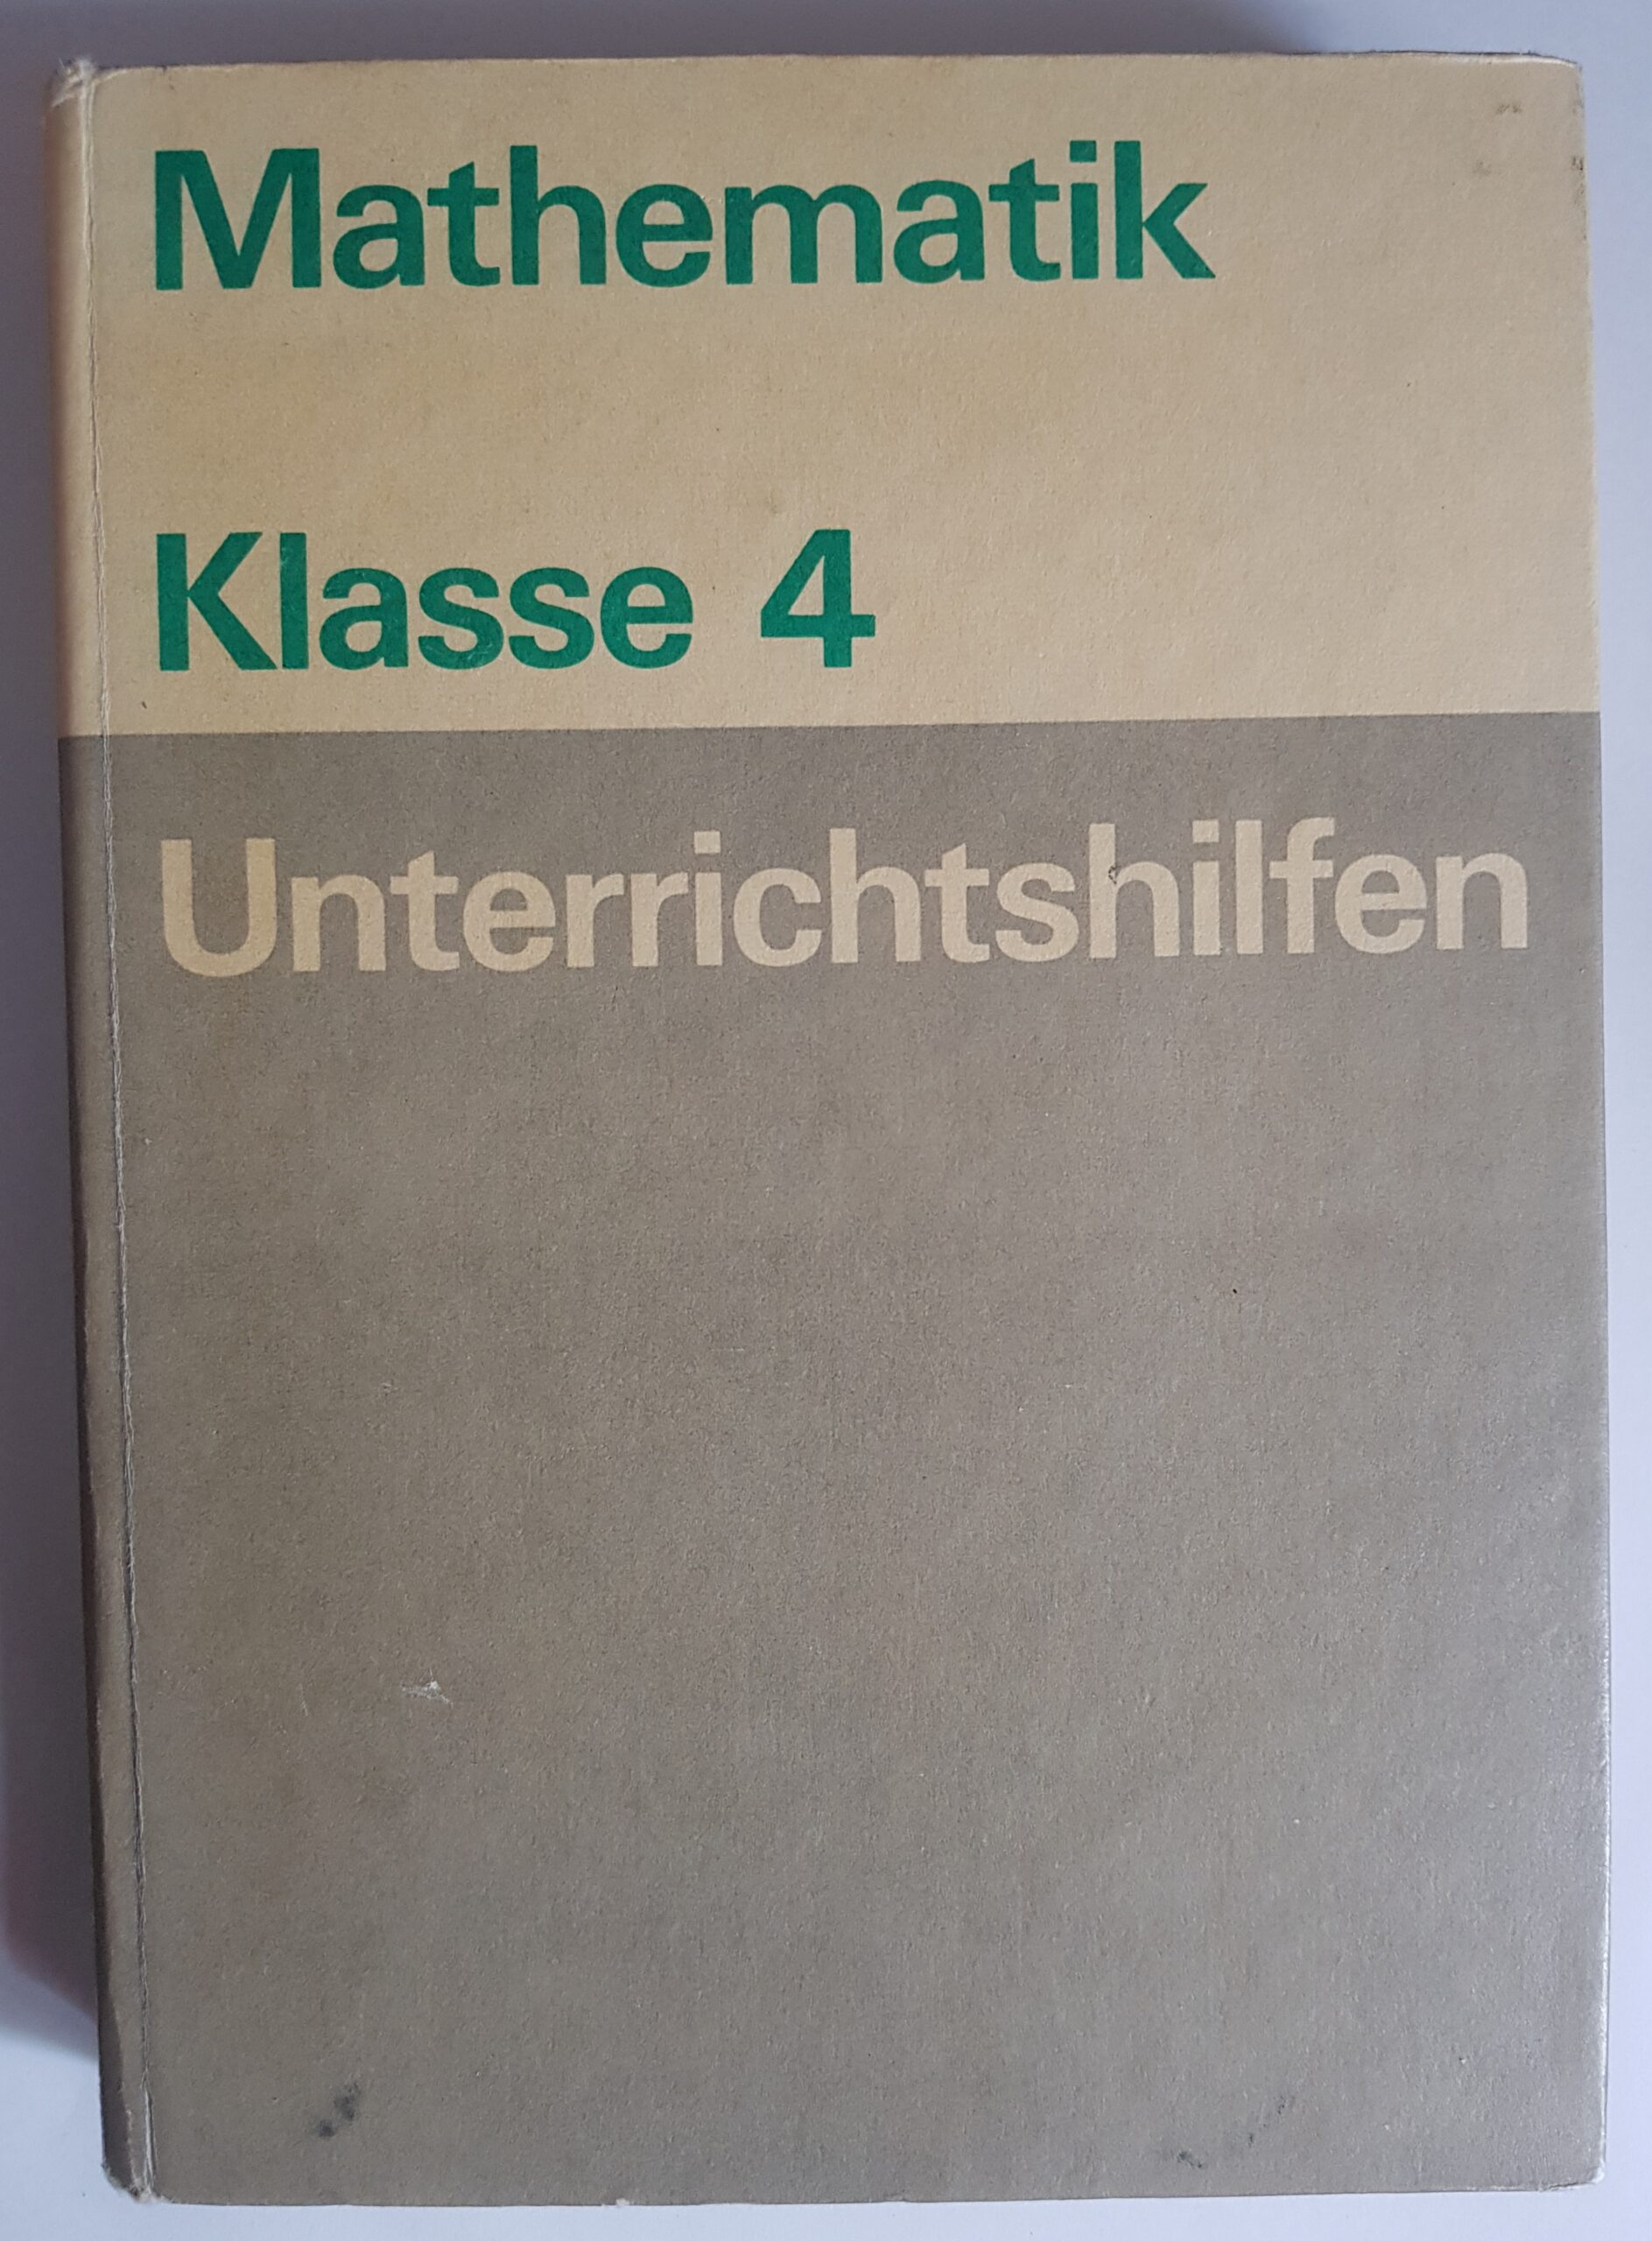 Mathematik
Klasse 4
Unterrichtshilfen